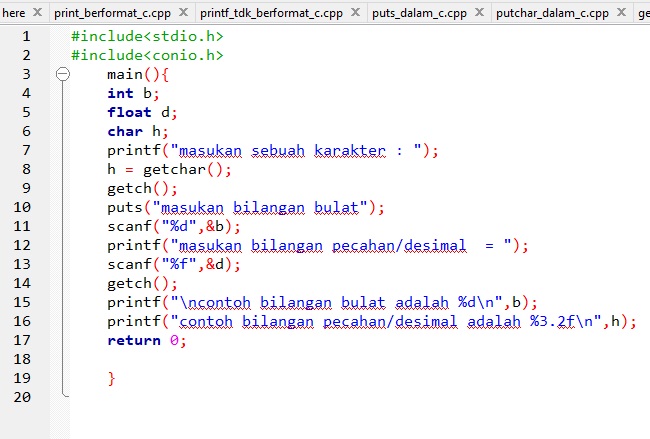 here X print_berformat_c.cpp X printf_tdk_berformat_c.cpp X puts_dalam_c.cpp X putchar_dalam_c.cpp X ge
1 #include<stdio.h>
2 #include<conio.h>
3 main(){
4 int b;
5 float d;
6 char h;
7 printf("masukan sebuah karakter : ");
8 h = getchar();
9 getch();
10 puts("masukan bilangan bulat");
11 scanf("%d",&b);
12 printf("masukan bilangan pecahan/desimal  = ");
13 scanf("%f",&d);
14 getch();
15 printf("\ncontoh bilangan bulat adalah %d\n",b);
16 printf("contoh bilangan pecahan/desimal adalah %3.2f\n",h);
17 return 0;
18
19 }
20